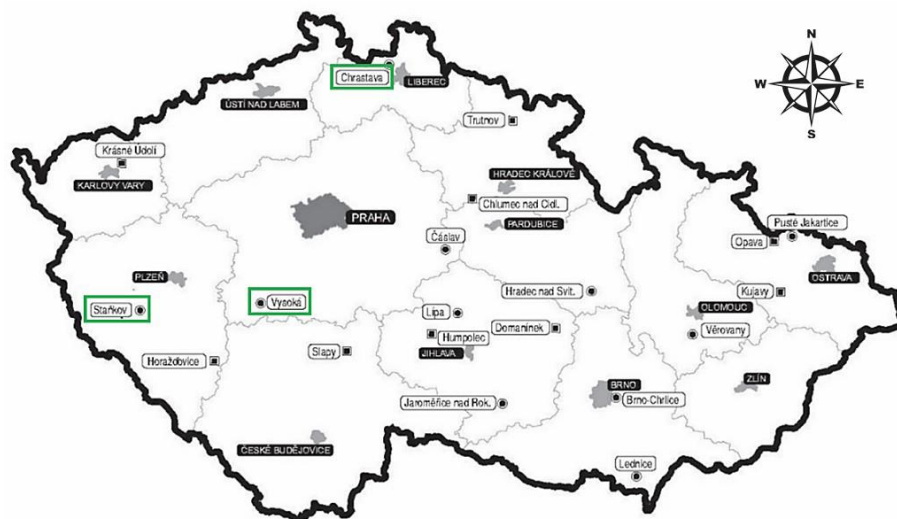 N
W
E
S
Chrastava
LIBEREC
ÚSTÍ NAD LABEM
Trutnov
Krásné Údolí
KARLOVY VARY
HRADEC KRÁLOVÉ
Chlumec nad Cidl.
PRAHA
PARDUBICE
Pusté Jakartice
Čáslav
Opava
OSTRAVA
PLZEŇ
Kujavy
Hradec nad Svit.
Staňkov
Vysoká
OLOMOUC
Lípa
Domanínek
Věrovany
Humpolec
JIHLAVA
Slapy
Horažďovice
ZLÍN
BRNO
Brno-Chrlice
Jaroměřice nad Rok.
ČESKÉ BUDĚJOVICE
Lednice